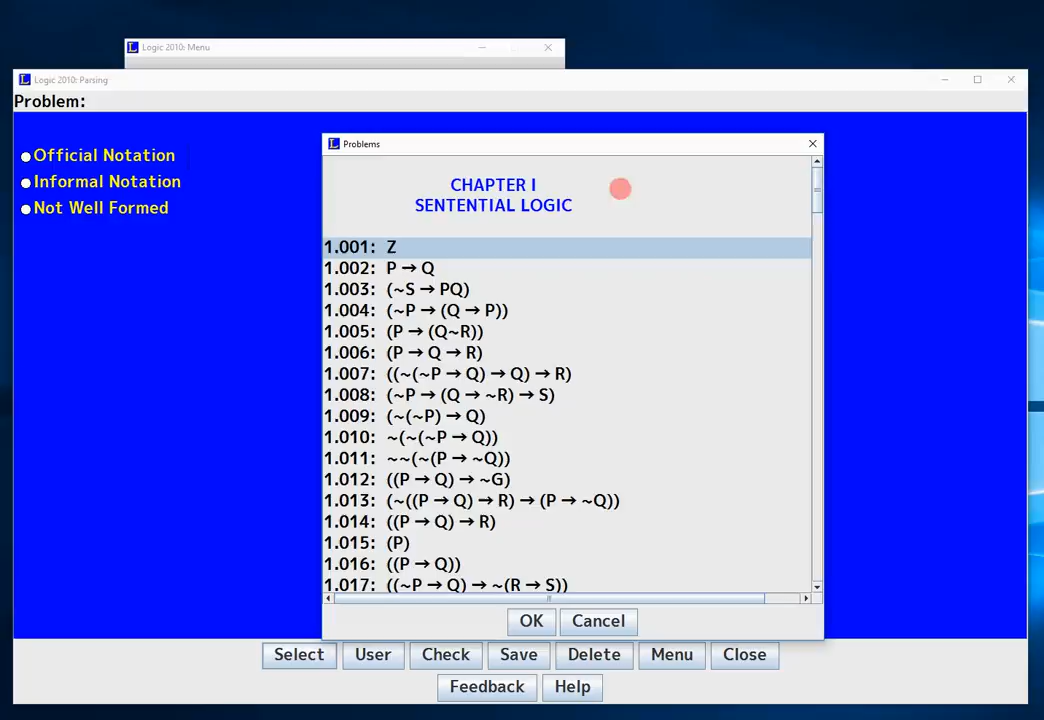 Logic 2010: Menu
Logic 2010: Parsing
Problem:
Official Notation
Informal Notation
Not Well Formed
Problems
CHAPTER I
SENTENTIAL LOGIC
1.001: Z
1.002: P → Q
1.003: (~S → PQ)
1.004: (~P → (Q → P))
1.005: (P → (Q~R))
1.006: (P → Q → R)
1.007: ((~(~P → Q) → Q) → R)
1.008: (~P → (Q → ~R) → S)
1.009: (~(~P) → Q)
1.010: ~(~(~P → Q))
1.011: ~~(~(P → ~Q))
1.012: ((P → Q) → ~G)
1.013: (~((P → Q) → R) → (P → ~Q))
1.014: ((P → Q) → R)
1.015: (P)
1.016: ((P → Q))
1.017: ((~P → Q) → ~(R → S))
OK Cancel
Select User Check Save Delete Menu Close
Feedback Help